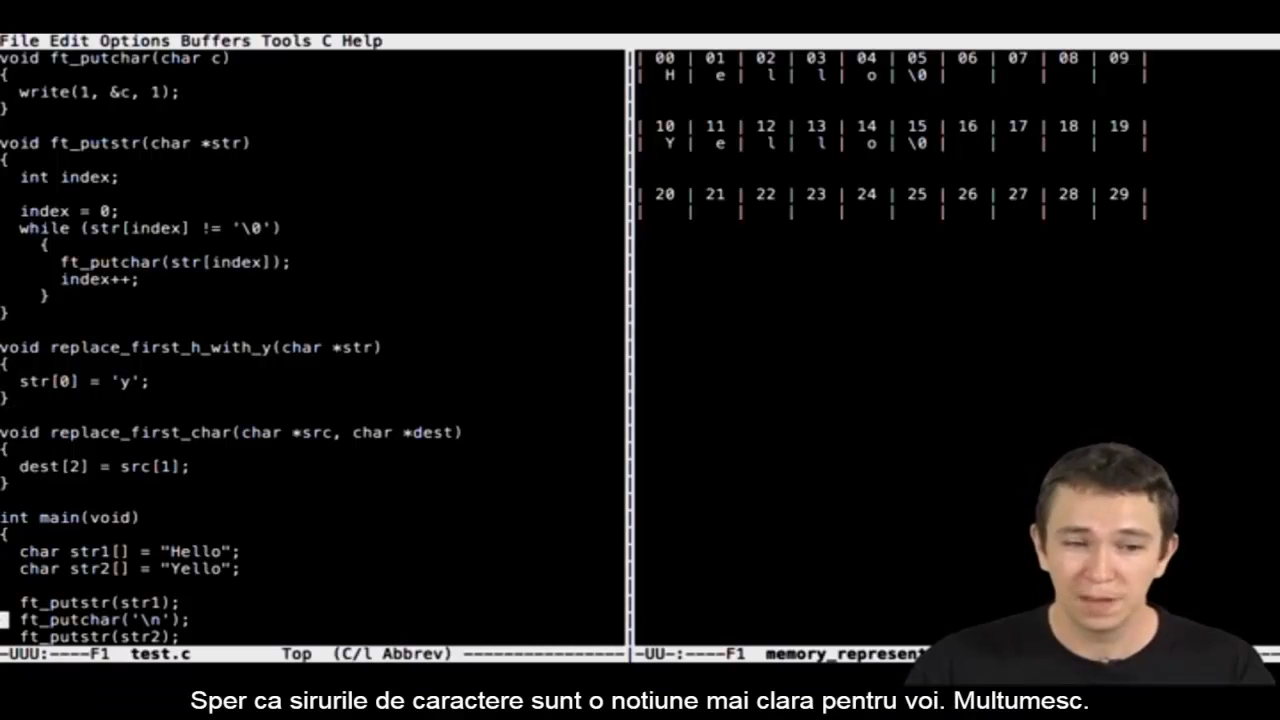 File Edit Options Buffers Tools C Help
void ft_putchar(char c)
{
write(1, &c, 1);
}
void ft_putstr(char *str)
{
int index;
index = 0;
while (str[index] != '\0')
{
ft_putchar(str[index]);
index++;
}
}
void replace_first_h_with_y(char *str)
{
str[0] = 'y';
}
void replace_first_char(char *src, char *dest)
{
dest[2] = src[1];
}
int main(void)
{
char str1[] = "Hello";
char str2[] = "Yello";
ft_putstr(str1);
ft_putchar('\n');
ft_putstr(str2);
-UUU:----F1 test.c Top (C/l Abbrev) ----------------
| 00 | 01 | 02 | 03 | 04 | 05 | 06 | 07 | 08 | 09 |
| H | e | l | l | o | \0 | | | | |
| 10 | 11 | 12 | 13 | 14 | 15 | 16 | 17 | 18 | 19 |
| Y | e | l | l | o | \0 | | | | |
| 20 | 21 | 22 | 23 | 24 | 25 | 26 | 27 | 28 | 29 |
| | | | | | | | | | |
-UU-:----F1 memory_represent
Sper ca sirurile de caractere sunt o notiune mai clara pentru voi. Multumesc.